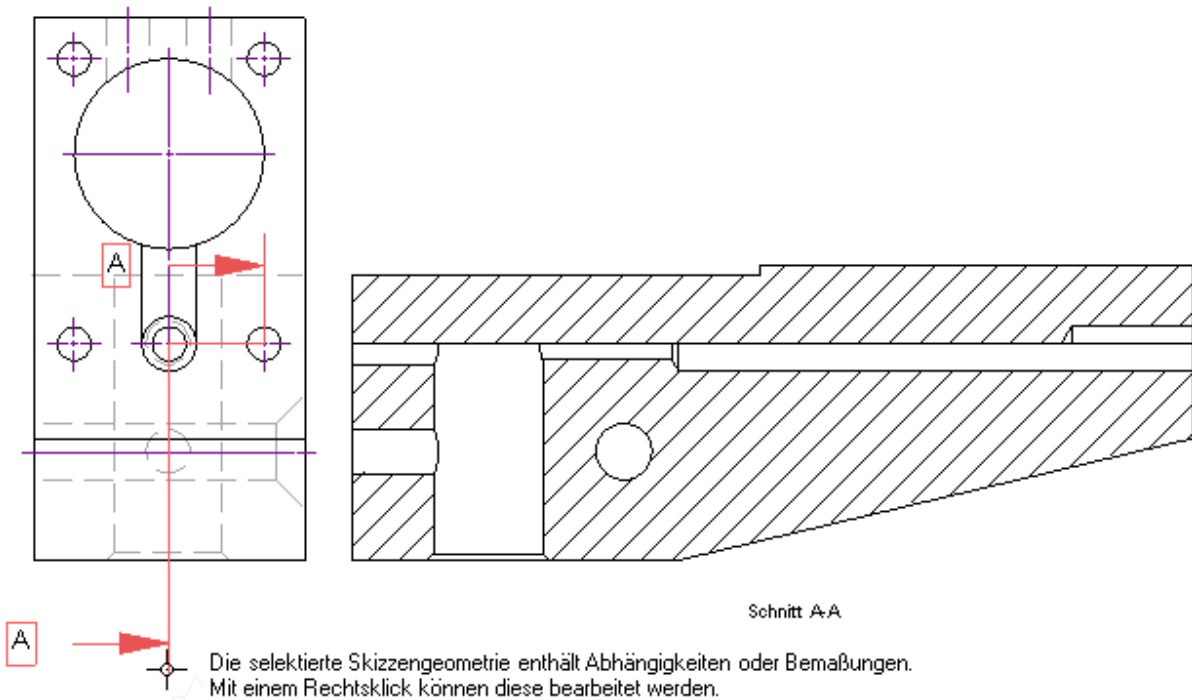 A
Schnitt A-A
A
Die selektierte Skizzengeometrie enthält Abhängigkeiten oder Bemaßungen.
Mit einem Rechtsklick können diese bearbeitet werden.